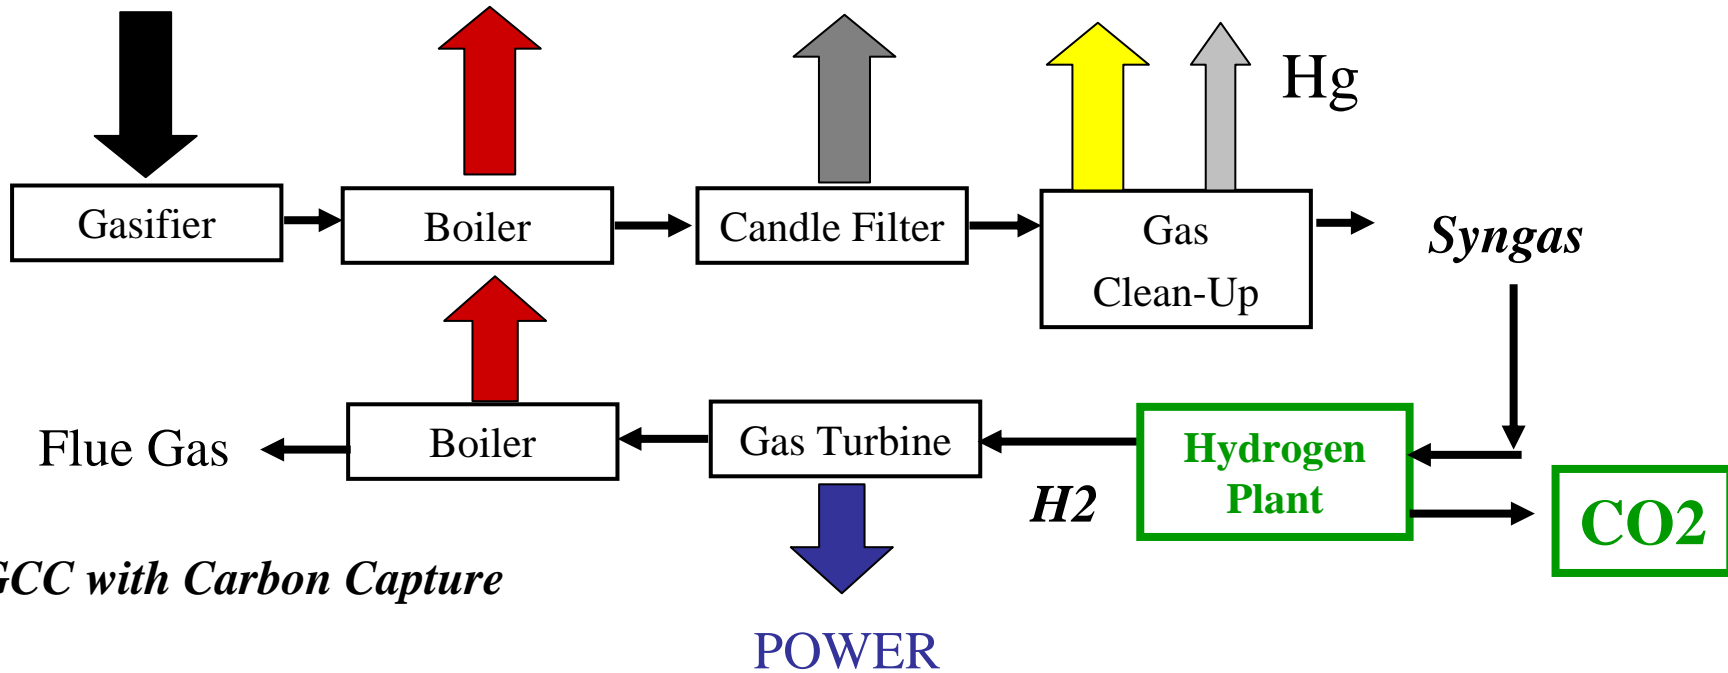 Hg
Gasifier
Boiler
Candle Filter
Gas
Clean-Up
Syngas
Flue Gas
Boiler
Gas Turbine
H2
Hydrogen
Plant
CO2
GCC with Carbon Capture
POWER